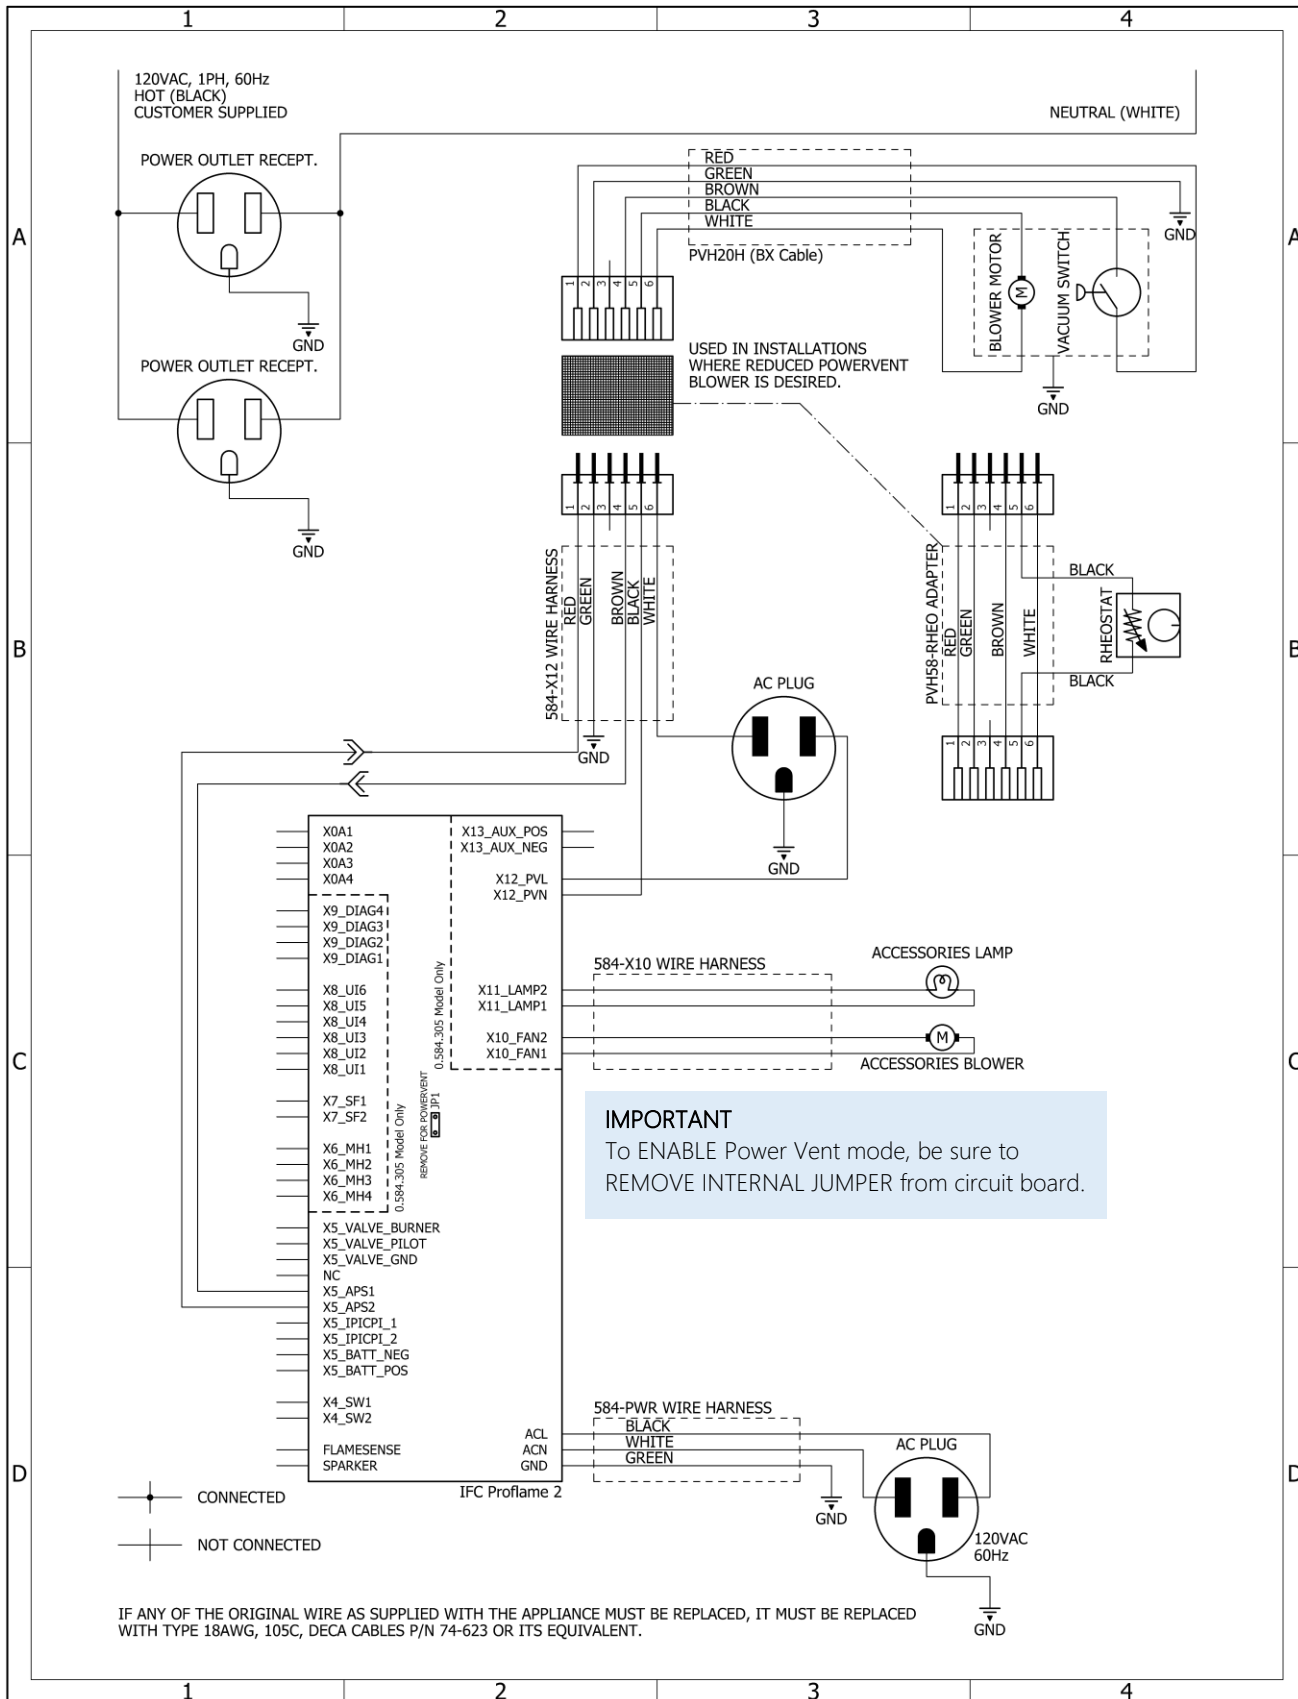 1
2
3
4
A
A
B
B
C
C
D
D
1
2
3
4
120VAC, 1PH, 60Hz
HOT (BLACK)
CUSTOMER SUPPLIED
NEUTRAL (WHITE)
POWER OUTLET RECEPT.
GND
POWER OUTLET RECEPT.
GND
RED
GREEN
BROWN
BLACK
WHITE
PVH20H (BX Cable)
1
2
3
4
5
6
BLOWER MOTOR
M
VACUUM SWITCH
GND
GND
USED IN INSTALLATIONS
WHERE REDUCED POWERVENT
BLOWER IS DESIRED.
1
2
3
4
5
6
584-X12 WIRE HARNESS
RED
GREEN
BROWN
BLACK
WHITE
GND
1
2
3
4
5
6
PVH58-RHEO ADAPTER
RED
GREEN
BROWN
WHITE
BLACK
RHEOSTAT
BLACK
1
2
3
4
5
6
AC PLUG
GND
X0A1
X0A2
X0A3
X0A4
X9_DIAG4
X9_DIAG3
X9_DIAG2
X9_DIAG1
X8_UI6
X8_UI5
X8_UI4
X8_UI3
X8_UI2
X8_UI1
X7_SF1
X7_SF2
X6_MH1
X6_MH2
X6_MH3
X6_MH4
0.584.305 Model Only
X5_VALVE_BURNER
X5_VALVE_PILOT
X5_VALVE_GND
NC
X5_APS1
X5_APS2
X5_IPICPI_1
X5_IPICPI_2
X5_BATT_NEG
X5_BATT_POS
X4_SW1
X4_SW2
FLAMESENSE
SPARKER
REMOVE FOR POWERVENT
JP1
0.584.305 Model Only
X13_AUX_POS
X13_AUX_NEG
X12_PVL
X12_PVN
X11_LAMP2
X11_LAMP1
X10_FAN2
X10_FAN1
ACL
ACN
GND
IFC Proflame 2
584-X10 WIRE HARNESS
ACCESSORIES LAMP
M
ACCESSORIES BLOWER
IMPORTANT
To ENABLE Power Vent mode, be sure to
REMOVE INTERNAL JUMPER from circuit board.
584-PWR WIRE HARNESS
BLACK
WHITE
GREEN
GND
AC PLUG
120VAC
60Hz
GND
CONNECTED
NOT CONNECTED
IF ANY OF THE ORIGINAL WIRE AS SUPPLIED WITH THE APPLIANCE MUST BE REPLACED, IT MUST BE REPLACED
WITH TYPE 18AWG, 105C, DECA CABLES P/N 74-623 OR ITS EQUIVALENT.